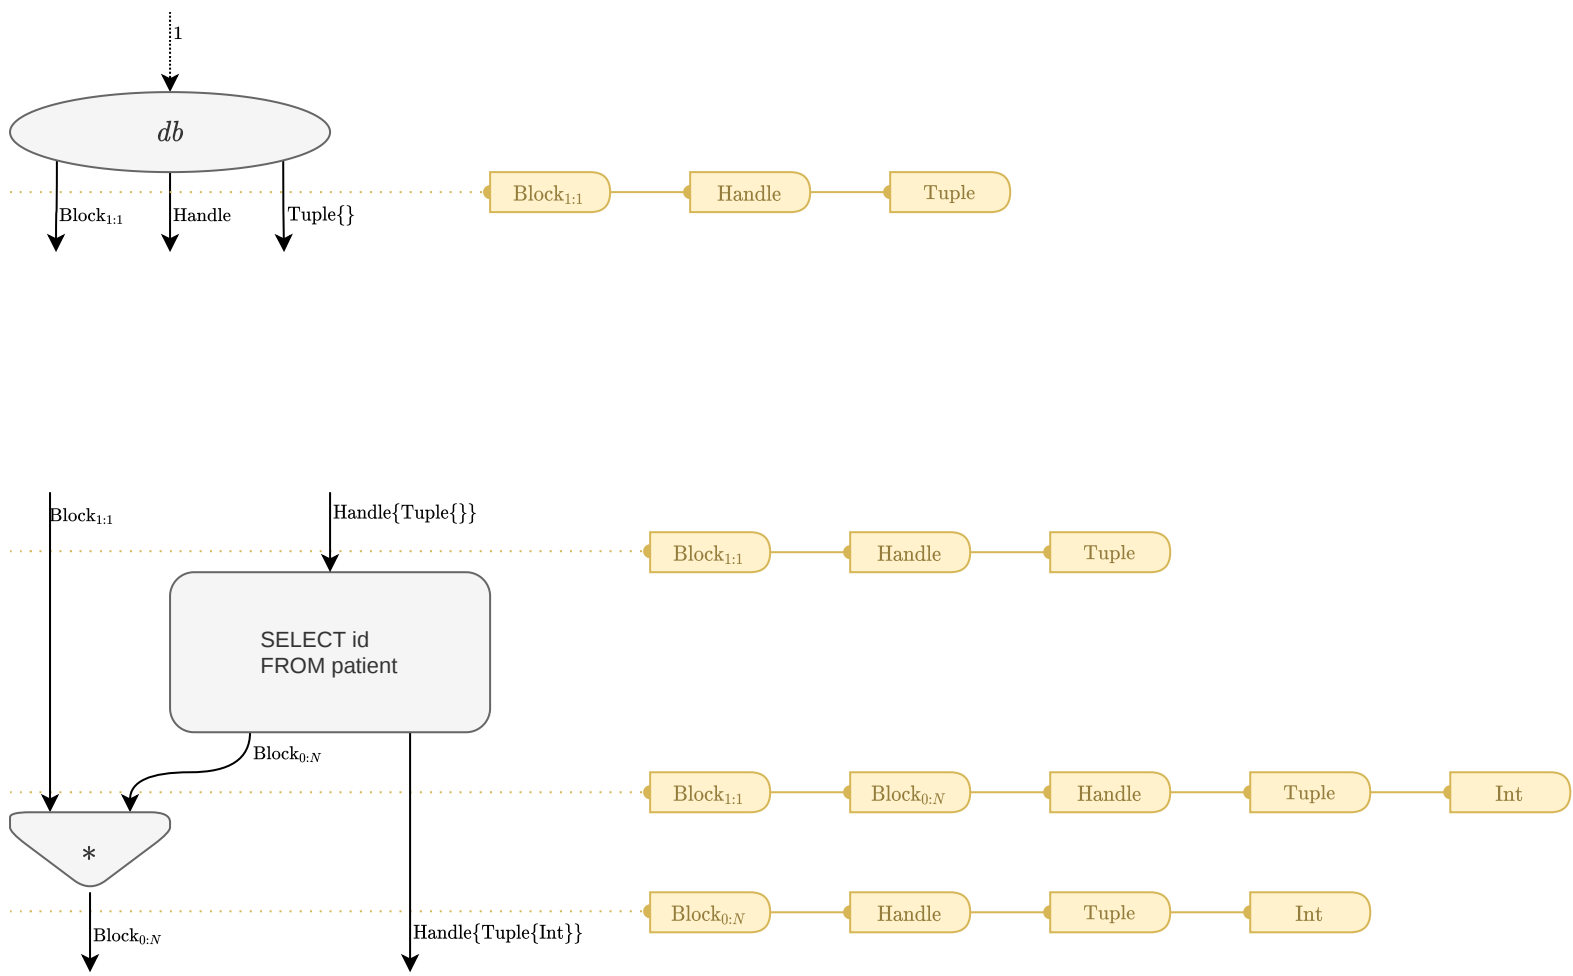 1
db
Block1:1 Handle Tuple
Block1:1 Handle Tuple{}
Block1:1 Handle{Tuple{}}
Block1:1 Handle Tuple
SELECT id
FROM patient
Block0:N
Block1:1 Block0:N Handle Tuple Int
*
Block0:N Handle Tuple Int
Block0:N Handle{Tuple{Int}}